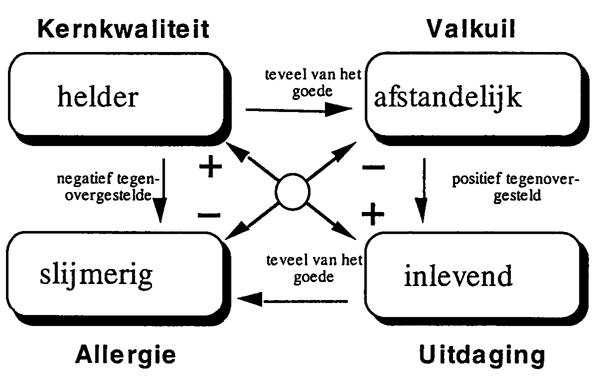 Kernkwaliteit
Valkuil
helder
teveel van het
goede
afstandelijk
+
−
negatief tegen-
overgestelde
positief tegenover-
gesteld
−
+
slijmerig
teveel van het
goede
inlevend
Allergie
Uitdaging